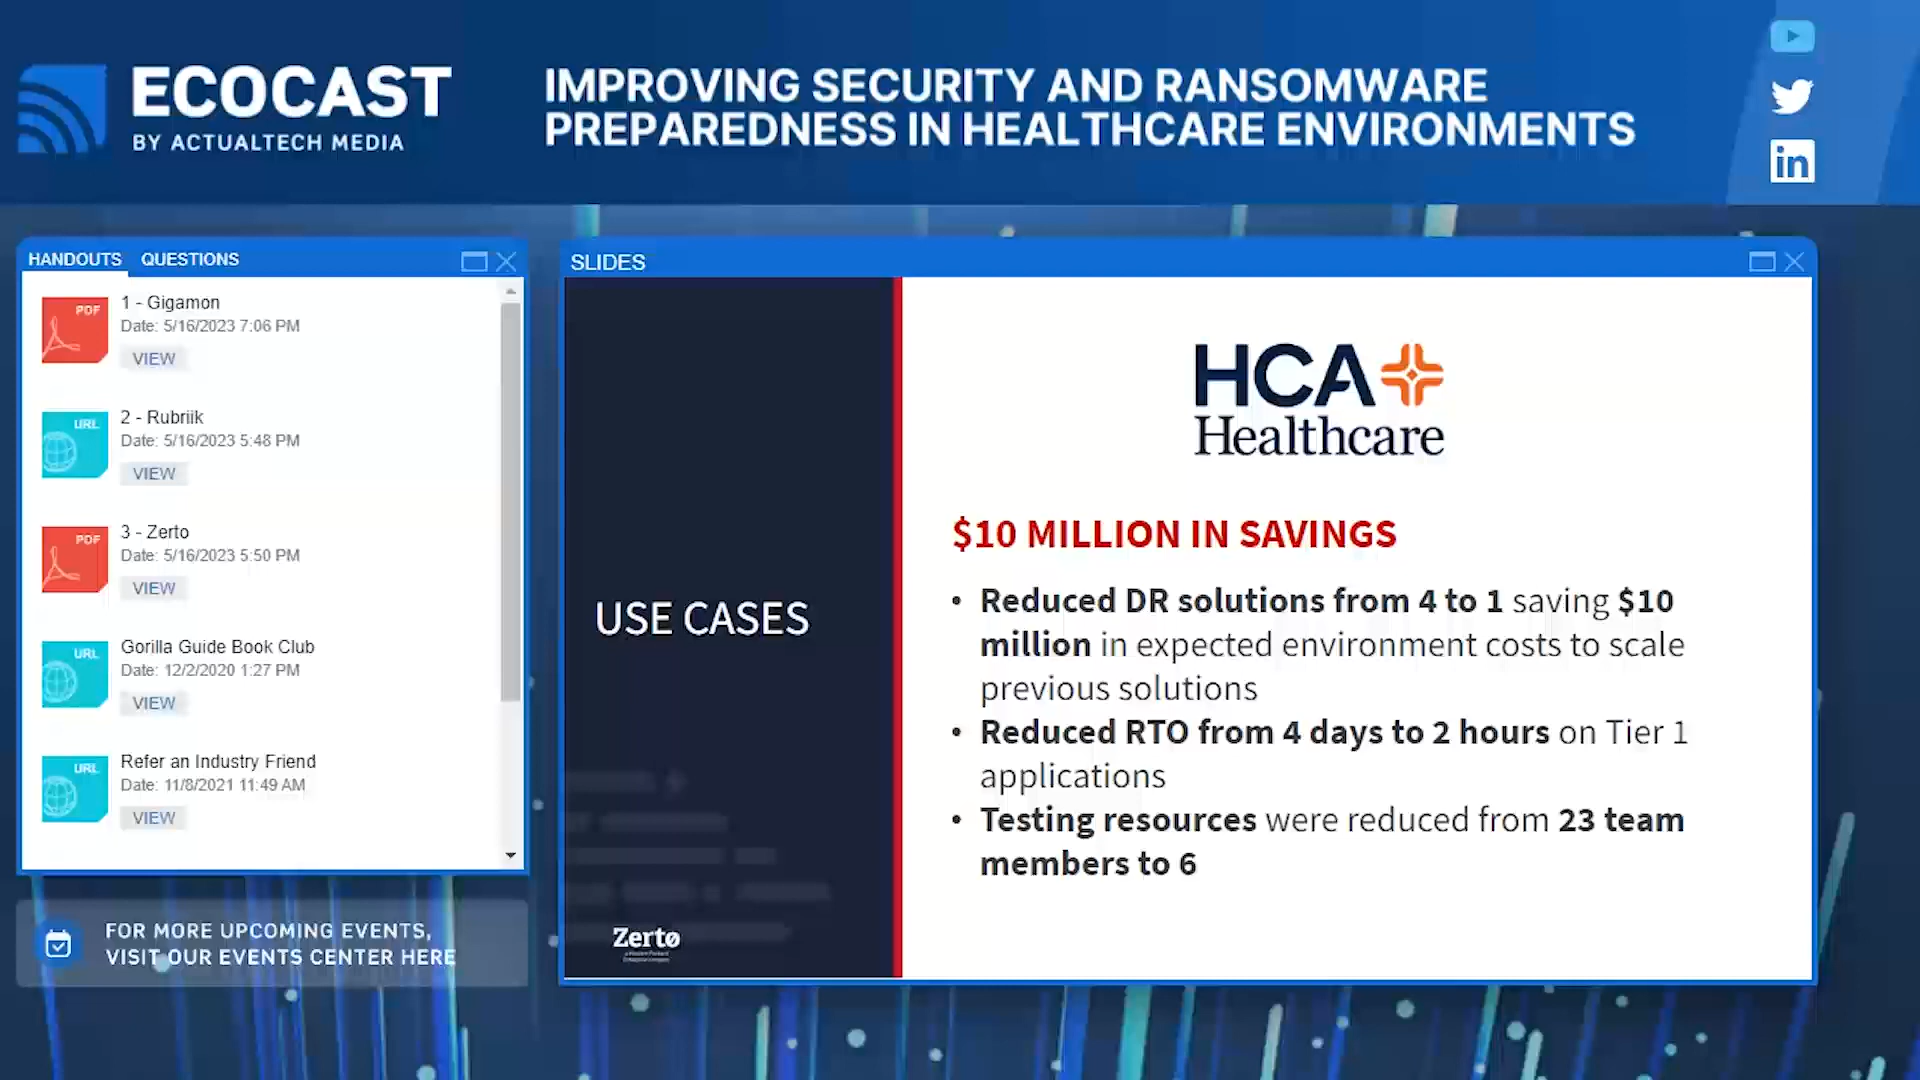 ECOCAST
BY ACTUALTECH MEDIA
IMPROVING SECURITY AND RANSOMWARE
PREPAREDNESS IN HEALTHCARE ENVIRONMENTS
in
HANDOUTS QUESTIONS
PDF
1 - Gigamon
Date: 5/16/2023 7:06 PM
VIEW
URL
2 - Rubriik
Date: 5/16/2023 5:48 PM
VIEW
PDF
3 - Zerto
Date: 5/16/2023 5:50 PM
VIEW
URL
Gorilla Guide Book Club
Date: 12/2/2020 1:27 PM
VIEW
URL
Refer an Industry Friend
Date: 11/8/2021 11:49 AM
VIEW
FOR MORE UPCOMING EVENTS,
VISIT OUR EVENTS CENTER HERE
SLIDES
USE CASES
Zertø
HCA
Healthcare
$10 MILLION IN SAVINGS
• Reduced DR solutions from 4 to 1 saving $10
million in expected environment costs to scale
previous solutions
• Reduced RTO from 4 days to 2 hours on Tier 1
applications
• Testing resources were reduced from 23 team
members to 6